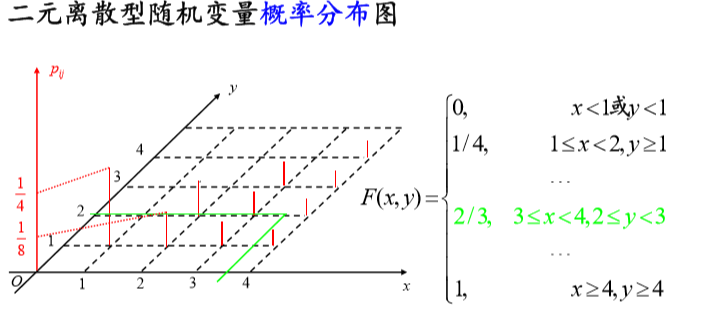 二元离散型随机变量概率分布图
p_ij
y
4
3
2
1
1/4
1/8
O
1 2 3 4 x
F(x,y)=
0, x<1或y<1
1/4, 1≤x<2,y≥1
...
2/3, 3≤x<4,2≤y<3
...
1, x≥4,y≥4